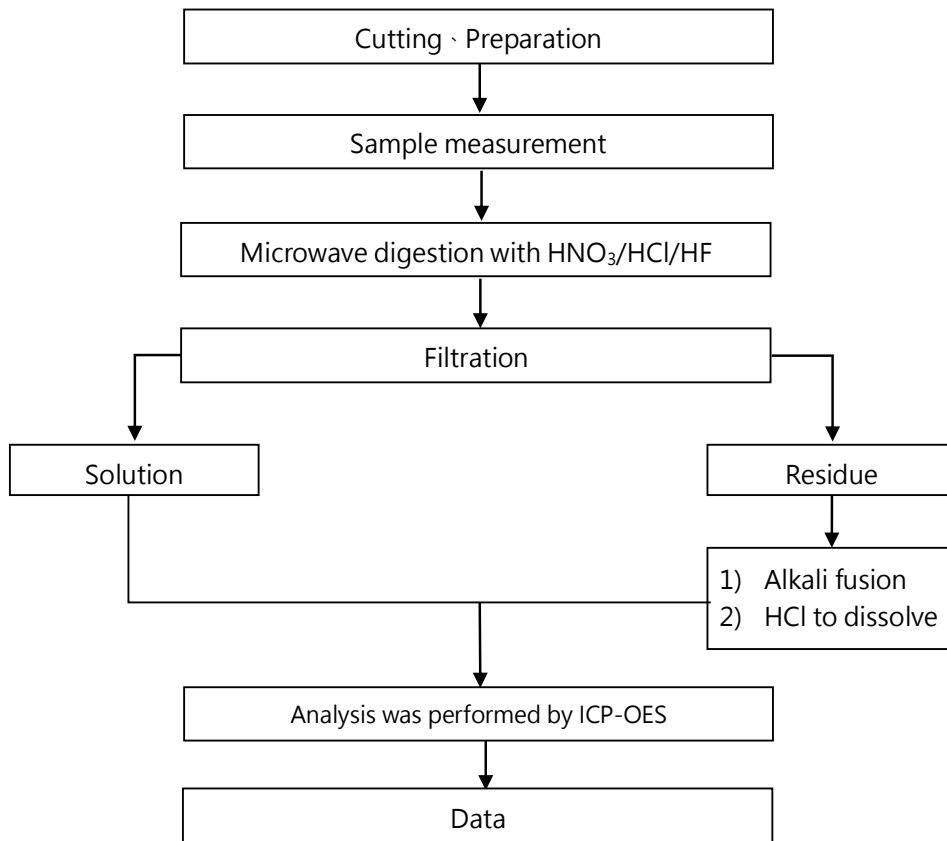 Cutting、Preparation
Sample measurement
Microwave digestion with HNO₃/HCl/HF
Filtration
Solution
Residue
1) Alkali fusion
2) HCl to dissolve
Analysis was performed by ICP-OES
Data